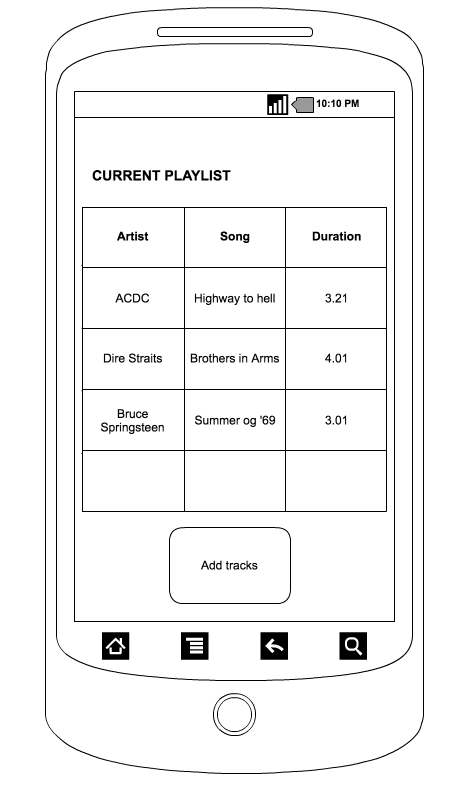 10:10 PM
CURRENT PLAYLIST
Artist Song Duration
ACDC Highway to hell 3.21
Dire Straits Brothers in Arms 4.01
Bruce
Springsteen Summer og '69 3.01
Add tracks